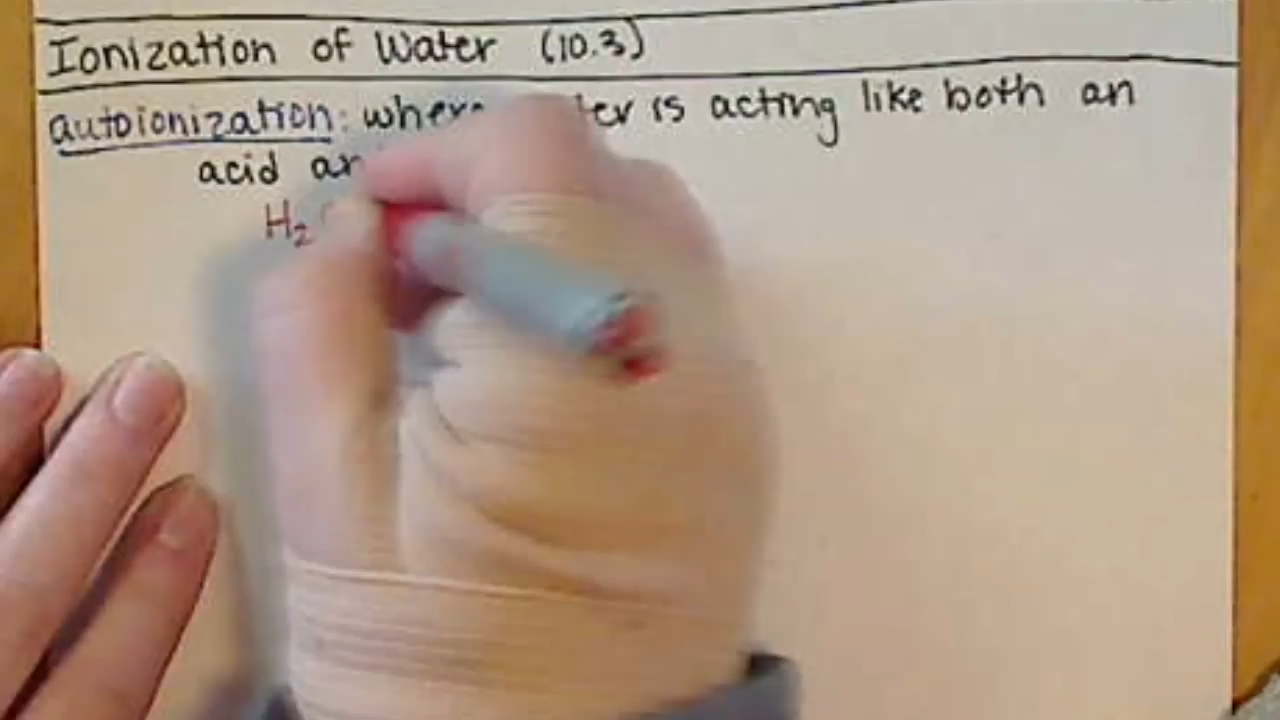 Ionization of Water (10.3)
autoionization: where is acting like both an
acid
H₂